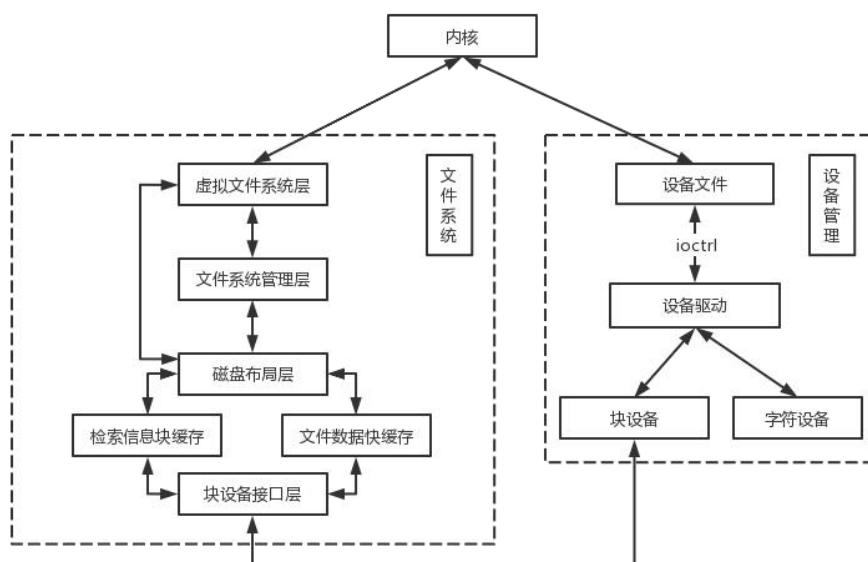 内核
虚拟文件系统层
文件系统
设备文件
设备管理
ioctrl
文件系统管理层
设备驱动
磁盘布局层
检索信息块缓存
文件数据快缓存
块设备
字符设备
块设备接口层